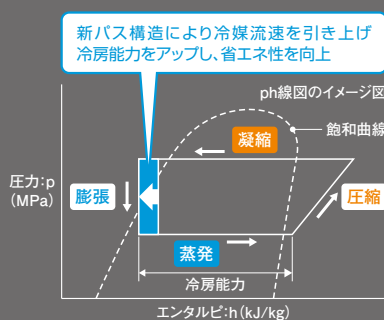 新パス構造により冷媒流速を引き上げ
冷房能力をアップし、省エネ性を向上
ph線図のイメージ図
飽和曲線
凝縮
圧力:p
(MPa)
膨張
圧縮
蒸発
冷房能力
エンタルピ:h(kJ/kg)